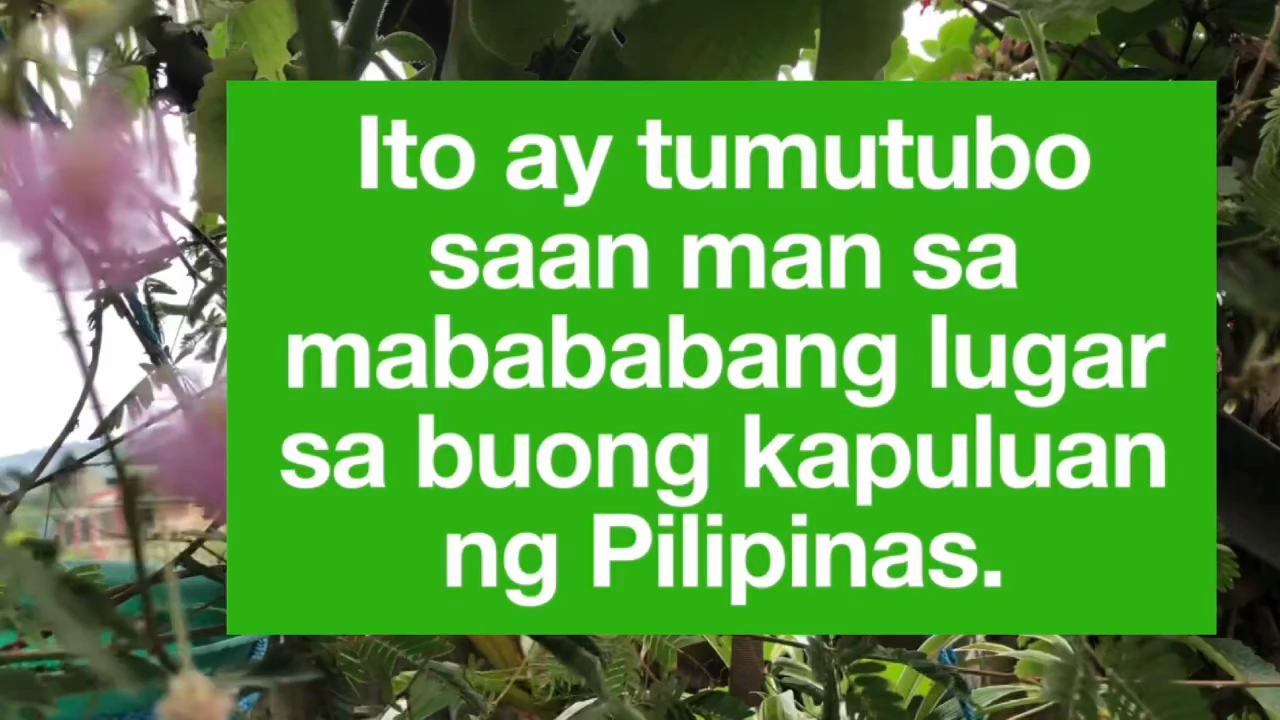 Ito ay tumutubo
saan man sa
mabababang lugar
sa buong kapuluan
ng Pilipinas.